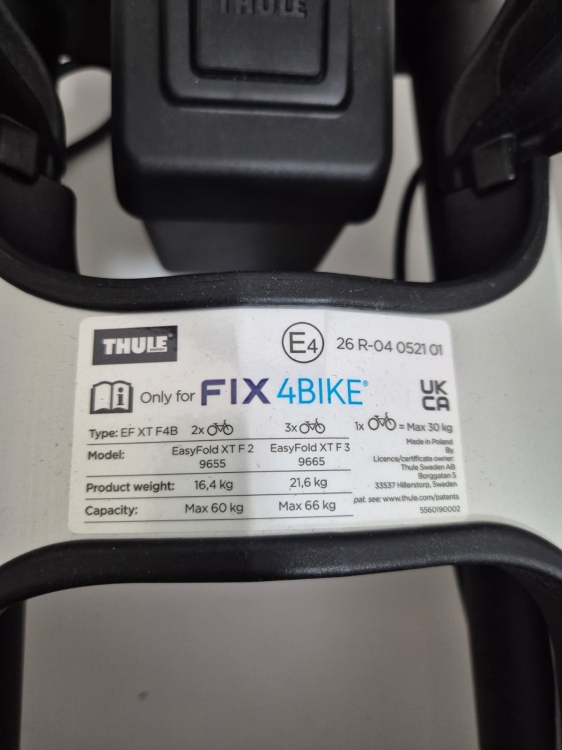 THULE
THULE
SWEDEN
E4
26 R-04 0521 01
Only for FIX4BIKE®
UK
CA
Type: EF XT F4B 2x 3x 1x = Max 30 kg
Model: EasyFold XT F 2 EasyFold XT F 3
9655 9665
Product weight: 16,4 kg 21,6 kg
Capacity: Max 60 kg Max 66 kg
Made in Poland
By.
Licence/certificate owner:
Thule Sweden AB
Borggatan 5
33537 Hillerstorp, Sweden
pat. see: www.thule.com/patents
5560190002